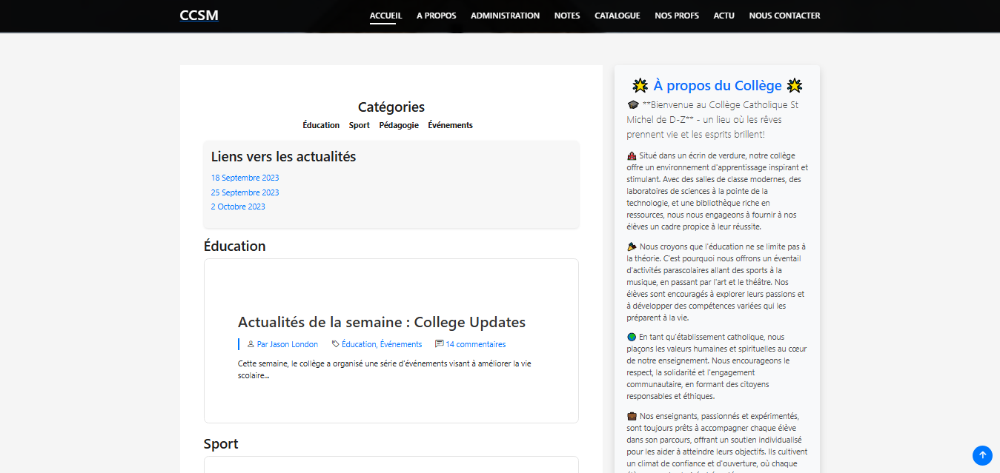 CCSM
ACCUEIL A PROPOS ADMINISTRATION NOTES CATALOGUE NOS PROFS ACTU NOUS CONTACTER
Catégories
Éducation Sport Pédagogie Événements
Liens vers les actualités
18 Septembre 2023
25 Septembre 2023
2 Octobre 2023
Éducation
Actualités de la semaine : College Updates
Par Jason London Éducation, Événements 14 commentaires
Cette semaine, le collège a organisé une série d'événements visant à améliorer la vie
scolaire...
Sport
À propos du Collège
**Bienvenue au Collège Catholique St
Michel de D-Z** - un lieu où les rêves
prennent vie et les esprits brillent!
Situé dans un écrin de verdure, notre collège
offre un environnement d'apprentissage inspirant et
stimulant. Avec des salles de classe modernes, des
laboratoires de sciences à la pointe de la
technologie, et une bibliothèque riche en
ressources, nous nous engageons à fournir à nos
élèves un cadre propice à leur réussite.
Nous croyons que l'éducation ne se limite pas à
la théorie. C'est pourquoi nous offrons un éventail
d'activités parascolaires allant des sports à la
musique, en passant par l'art et le théâtre. Nos
élèves sont encouragés à explorer leurs passions et
à développer des compétences variées qui les
préparent à la vie.
En tant qu'établissement catholique, nous
plaçons les valeurs humaines et spirituelles au cœur
de notre enseignement. Nous encourageons le
respect, la solidarité et l'engagement
communautaire, en formant des citoyens
responsables et éthiques.
Nos enseignants, passionnés et expérimentés,
sont toujours prêts à accompagner chaque élève
dans son parcours, offrant un soutien individualisé
pour les aider à atteindre leurs objectifs. Ils cultivent
un climat de confiance et d'ouverture, où chaque